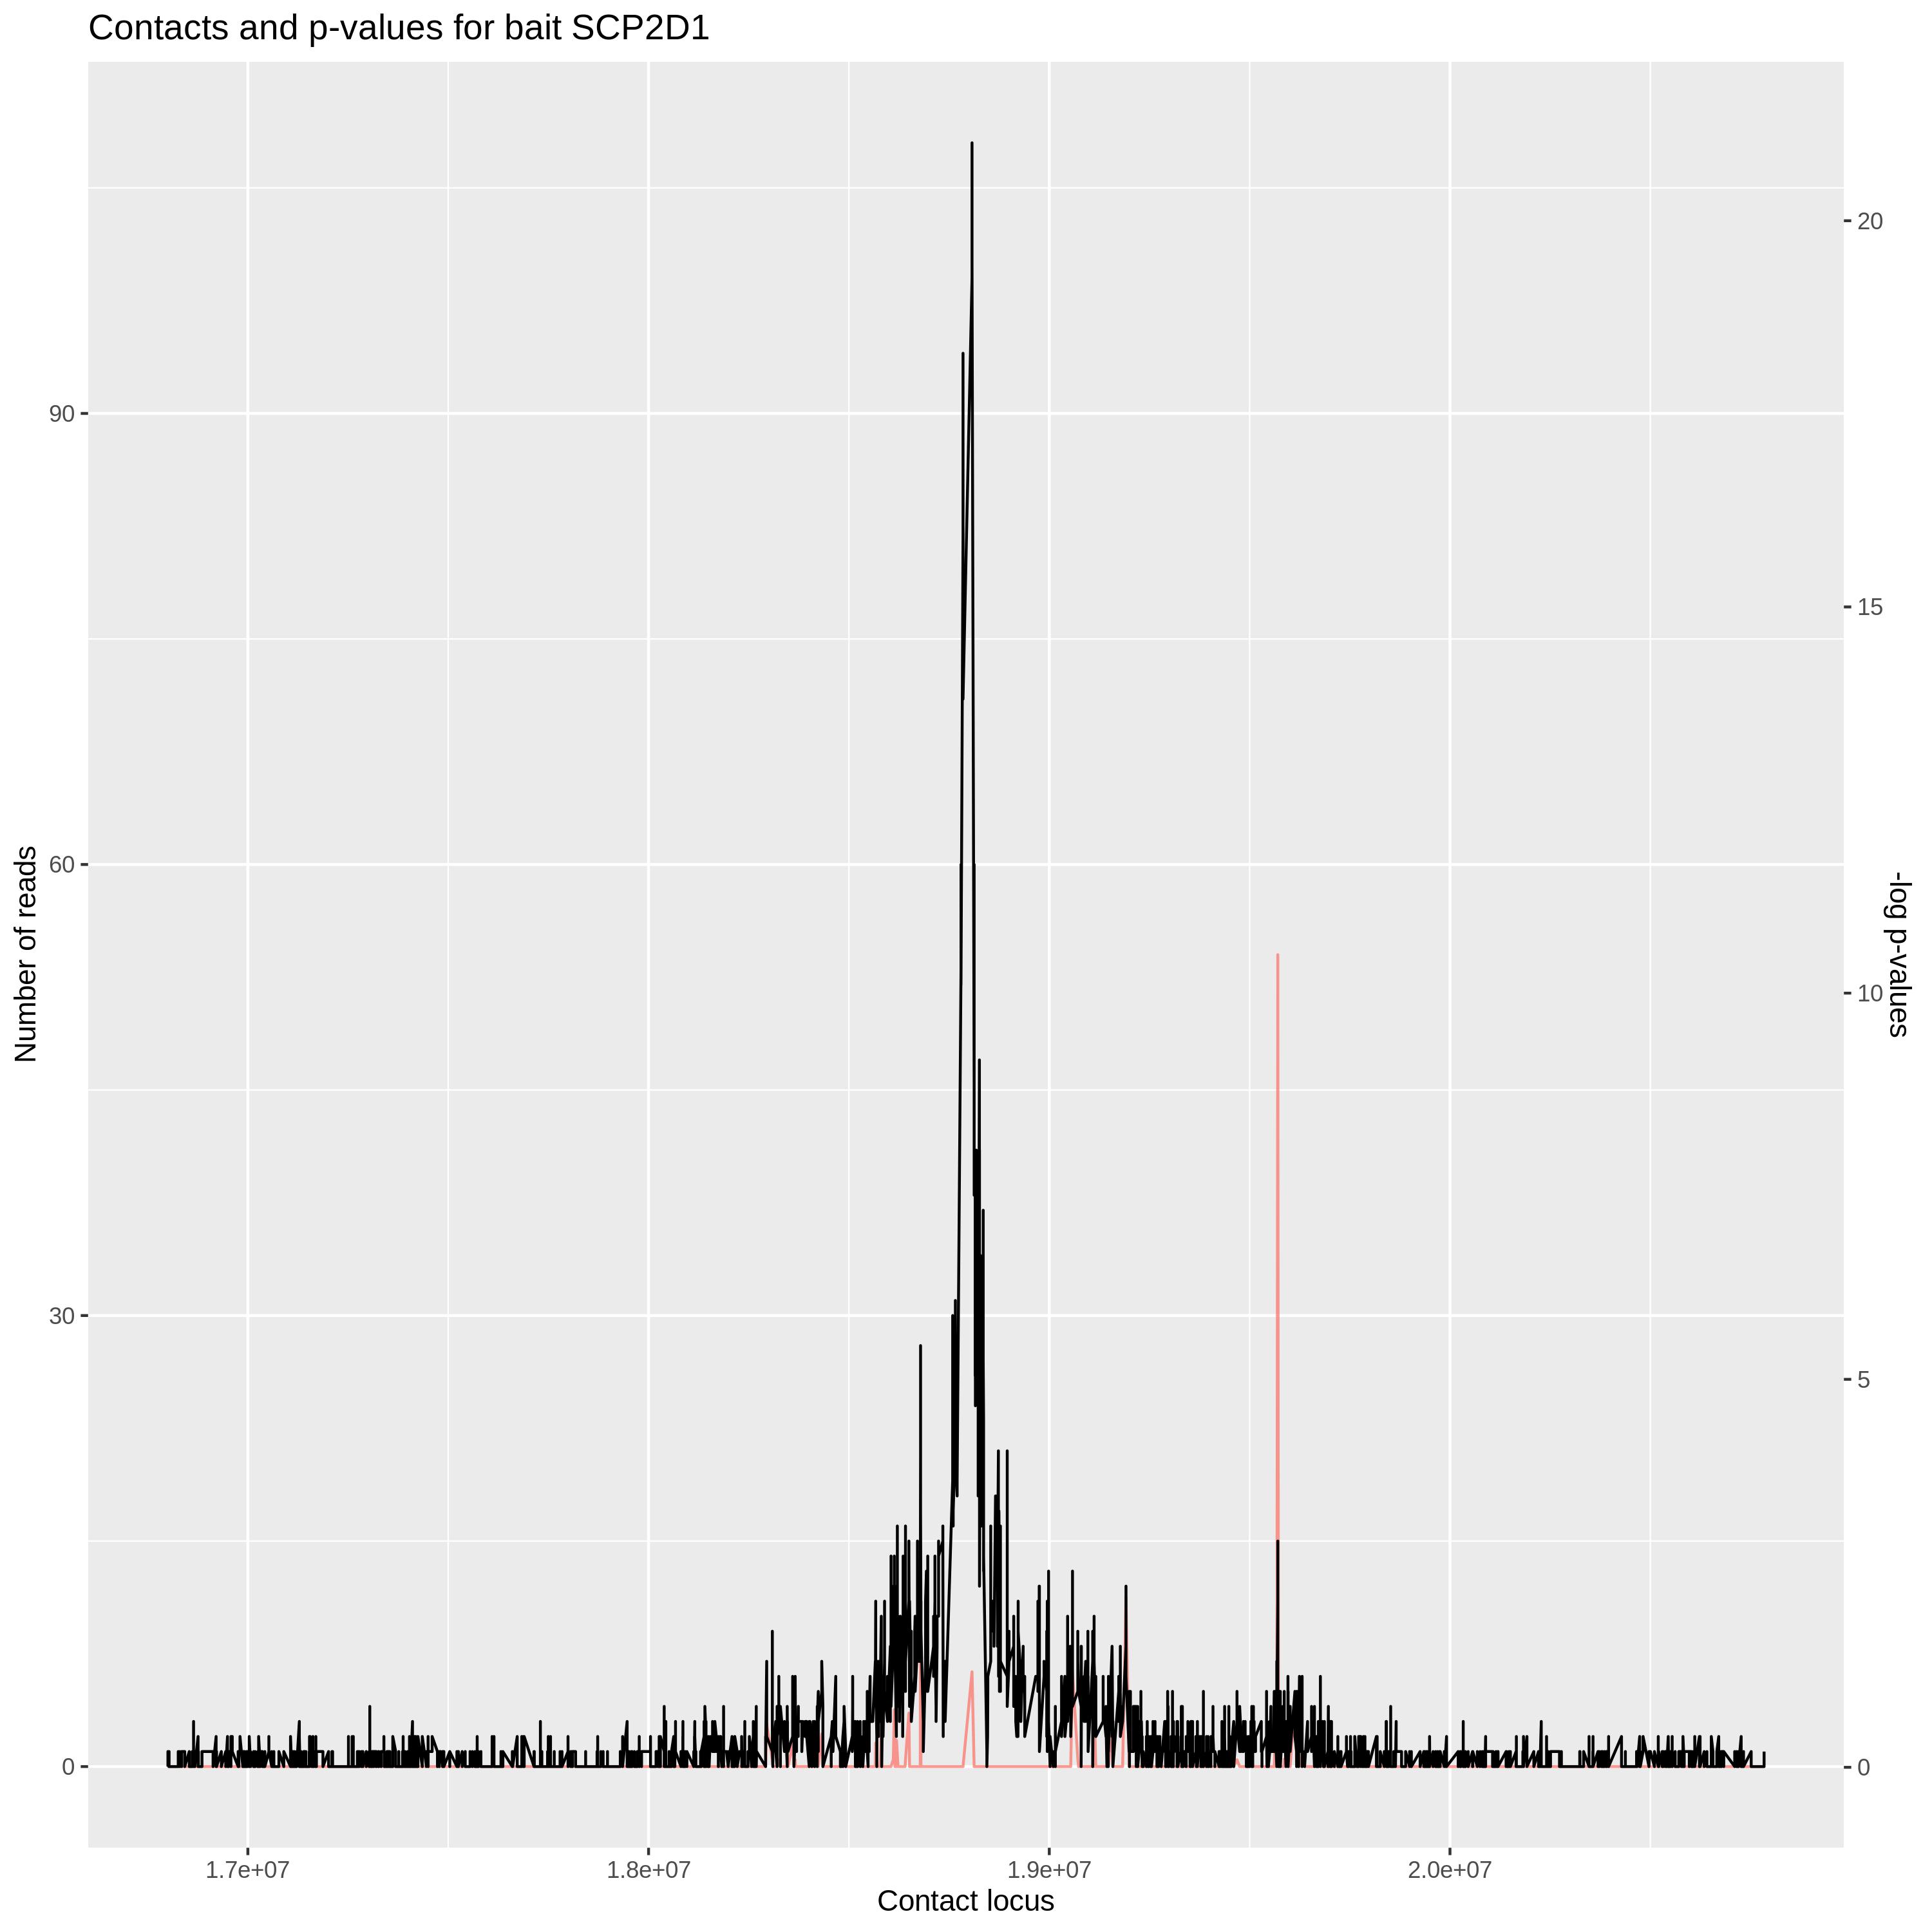 Contacts and p-values for bait SCP2D1
Number of reads
90
60
30
0
20
15
10
5
0
-log p-values
1.7e+07 1.8e+07 1.9e+07 2.0e+07
Contact locus